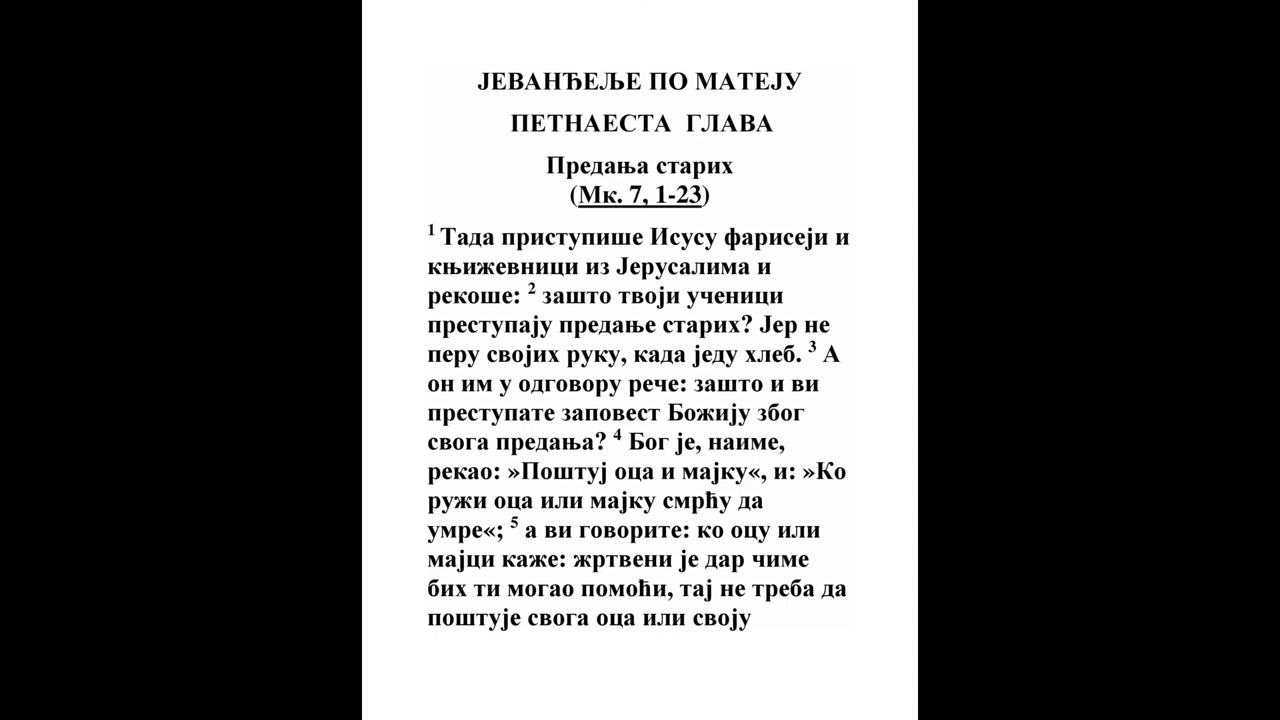 ЈЕВАНЂЕЉЕ ПО МАТЕЈУ
ПЕТНАЕСТА ГЛАВА
Предања старих
(Мк. 7, 1-23)
¹ Тада приступише Исусу фарисеји и
књижевници из Јерусалима и
рекоше: ² зашто твоји ученици
преступају предање старих? Јер не
перу својих руку, када једу хлеб. ³ А
он им у одговору рече: зашто и ви
преступате заповест Божију због
свога предања? ⁴ Бог је, наиме,
рекао: »Поштуј оца и мајку«, и: »Ко
ружи оца или мајку смрћу да
умре«; ⁵ а ви говорите: ко оцу или
мајци каже: жртвени је дар чиме
бих ти могао помоћи, тај не треба да
поштује свога оца или своју